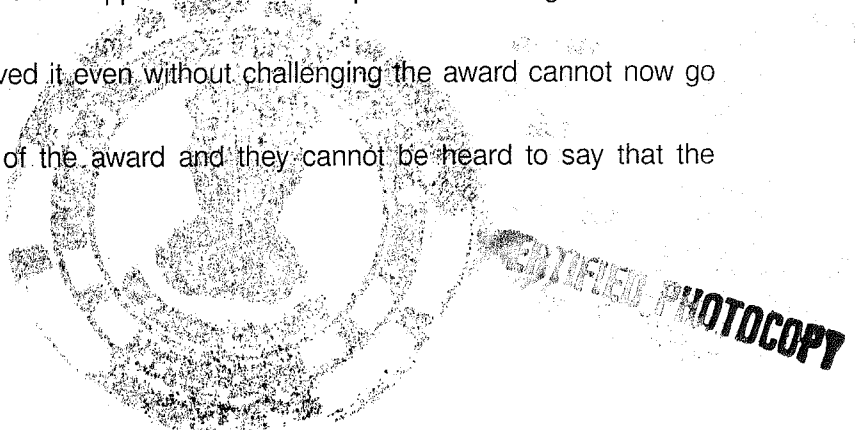 ved it even without challenging the award cannot now go
of the award and they cannot be heard to say that the
CERTIFIED PHOTOCOPY